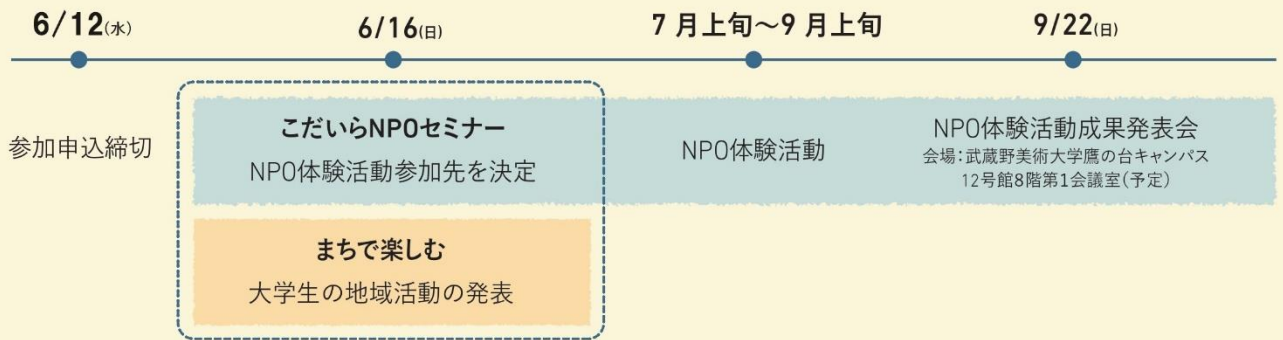 6/12(水)
6/16(日)
7月上旬〜9月上旬
9/22(日)
参加申込締切
こだいらNPOセミナー
NPO体験活動参加先を決定
まちで楽しむ
大学生の地域活動の発表
NPO体験活動
NPO体験活動成果発表会
会場：武蔵野美術大学鷹の台キャンパス
12号館8階第1会議室(予定)